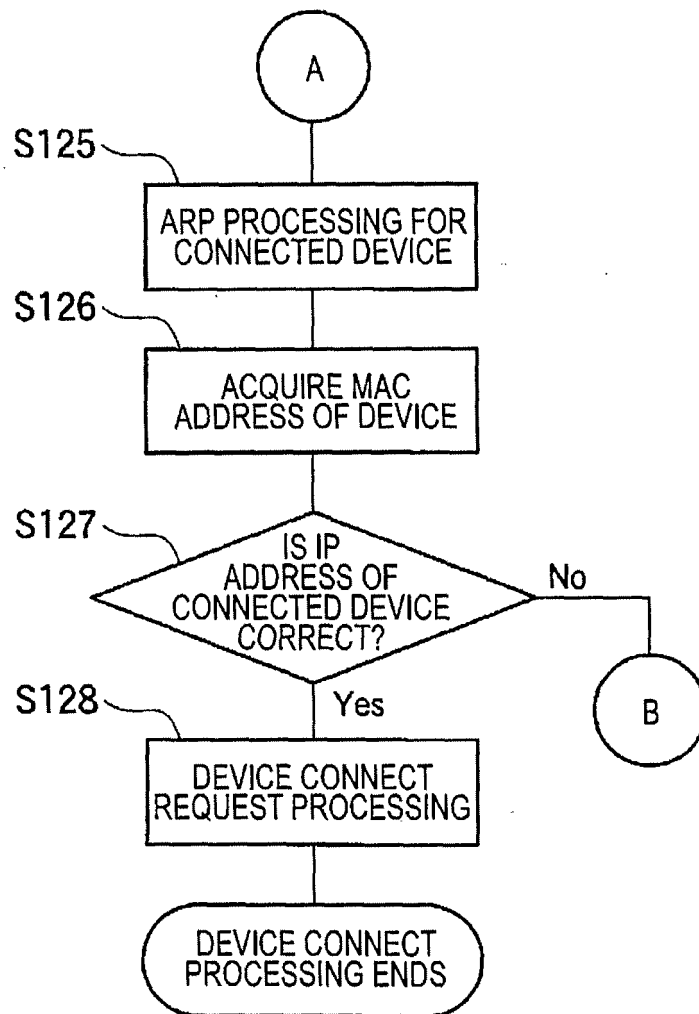 A
S125
ARP PROCESSING FOR
CONNECTED DEVICE
S126
ACQUIRE MAC
ADDRESS OF DEVICE
S127
IS IP
ADDRESS OF
CONNECTED DEVICE
CORRECT?
No
B
Yes
S128
DEVICE CONNECT
REQUEST PROCESSING
DEVICE CONNECT
PROCESSING ENDS